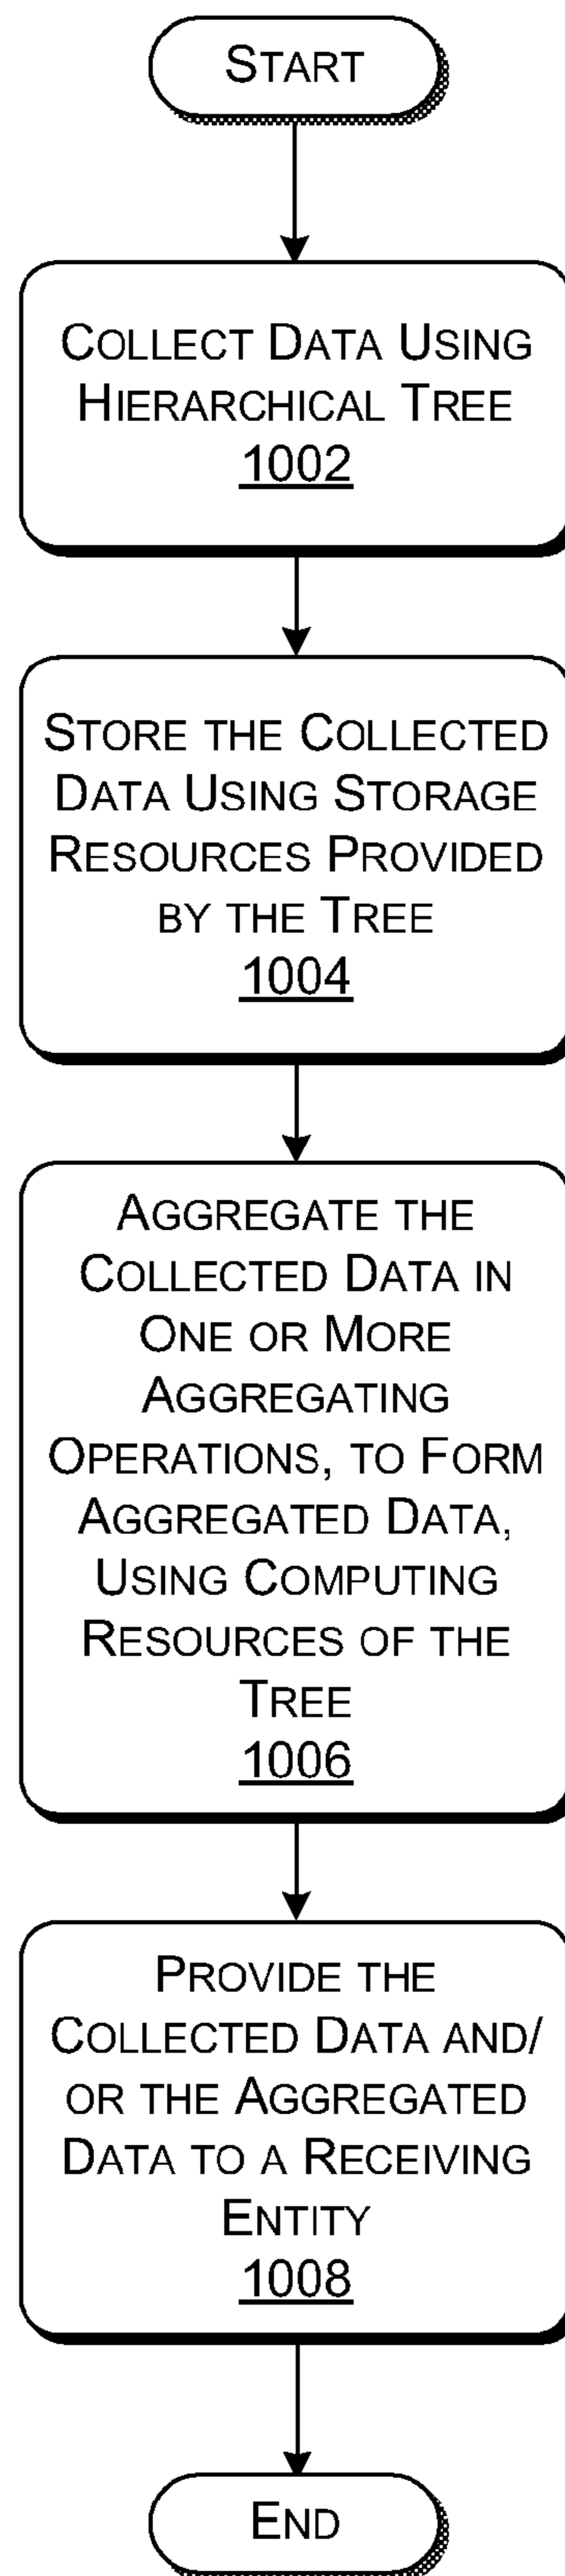 START
COLLECT DATA USING
HIERARCHICAL TREE
1002
STORE THE COLLECTED
DATA USING STORAGE
RESOURCES PROVIDED
BY THE TREE
1004
AGGREGATE THE
COLLECTED DATA IN
ONE OR MORE
AGGREGATING
OPERATIONS, TO FORM
AGGREGATED DATA,
USING COMPUTING
RESOURCES OF THE
TREE
1006
PROVIDE THE
COLLECTED DATA AND/
OR THE AGGREGATED
DATA TO A RECEIVING
ENTITY
1008
END